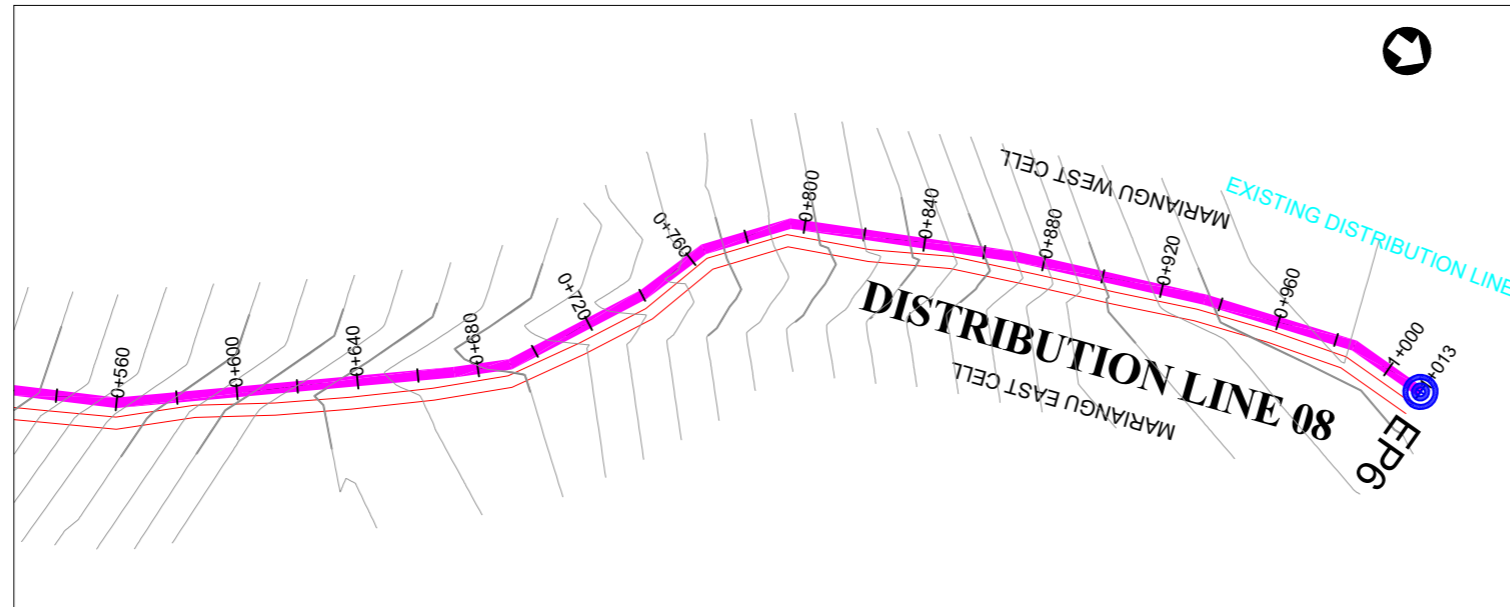 0+560
0+600
0+640
0+680
0+720
0+760
0+800
0+840
0+880
0+920
0+960
1+000
1+013
MARIANGU WEST CELL
EXISTING DISTRIBUTION LINE
DISTRIBUTION LINE 08
MARIANGU EAST CELL
EP6